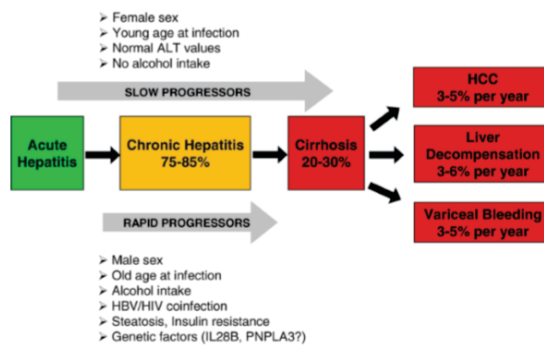 ➢ Female sex
➢ Young age at infection
➢ Normal ALT values
➢ No alcohol intake
SLOW PROGRESSORS
Acute
Hepatitis
Chronic Hepatitis
75-85%
Cirrhosis
20-30%
HCC
3-5% per year
Liver
Decompensation
3-6% per year
Variceal Bleeding
3-5% per year
RAPID PROGRESSORS
➢ Male sex
➢ Old age at infection
➢ Alcohol intake
➢ HBV/HIV coinfection
➢ Steatosis, Insulin resistance
➢ Genetic factors (IL28B, PNPLA3?)